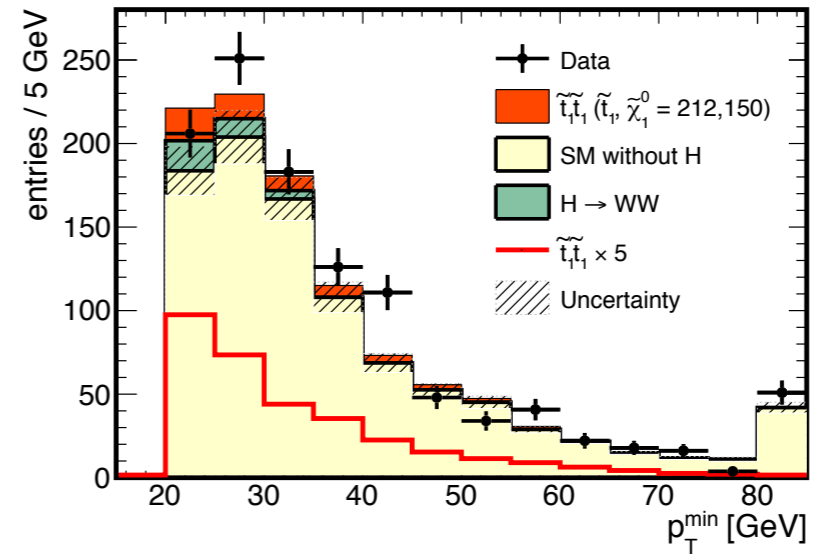 entries / 5 GeV
250
200
150
100
50
0
Data
t̃₁t̃₁ (t̃₁, χ̃₁⁰ = 212,150)
SM without H
H → WW
t̃₁t̃₁ × 5
Uncertainty
20 30 40 50 60 70 80
p_T^min [GeV]